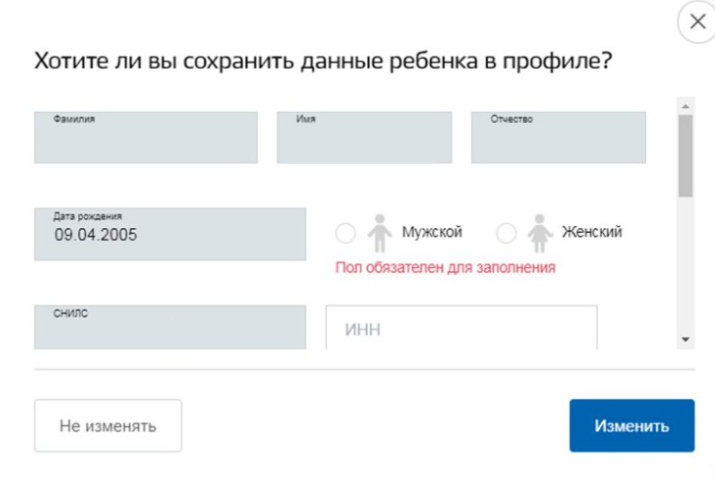 Хотите ли вы сохранить данные ребенка в профиле?
Фамилия
Имя
Отчество
Дата рождения
09.04.2005
Мужской
Женский
Пол обязателен для заполнения
СНИЛС
ИНН
Не изменять
Изменить